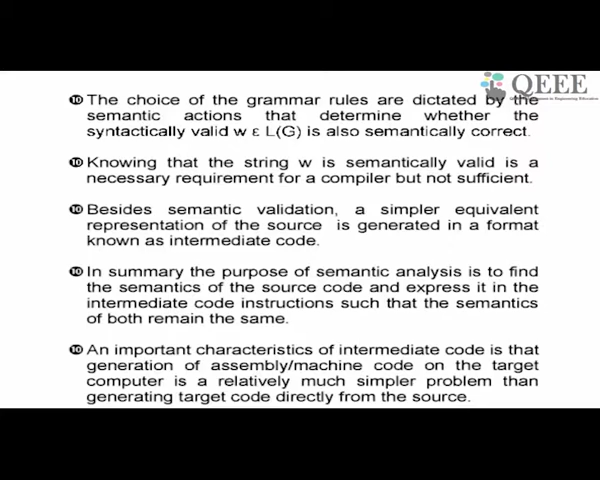 QEEE
The choice of the grammar rules are dictated by the
semantic actions that determine whether the
syntactically valid w ε L(G) is also semantically correct.
Knowing that the string w is semantically valid is a
necessary requirement for a compiler but not sufficient.
Besides semantic validation, a simpler equivalent
representation of the source is generated in a format
known as intermediate code.
In summary the purpose of semantic analysis is to find
the semantics of the source code and express it in the
intermediate code instructions such that the semantics
of both remain the same.
An important characteristics of intermediate code is that
generation of assembly/machine code on the target
computer is a relatively much simpler problem than
generating target code directly from the source.